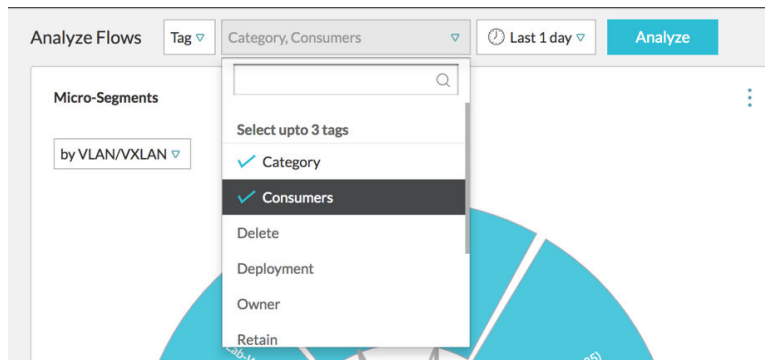 Analyze Flows
Tag
Category, Consumers
Last 1 day
Analyze
Micro-Segments
by VLAN/VXLAN
Select upto 3 tags
Category
Consumers
Delete
Deployment
Owner
Retain